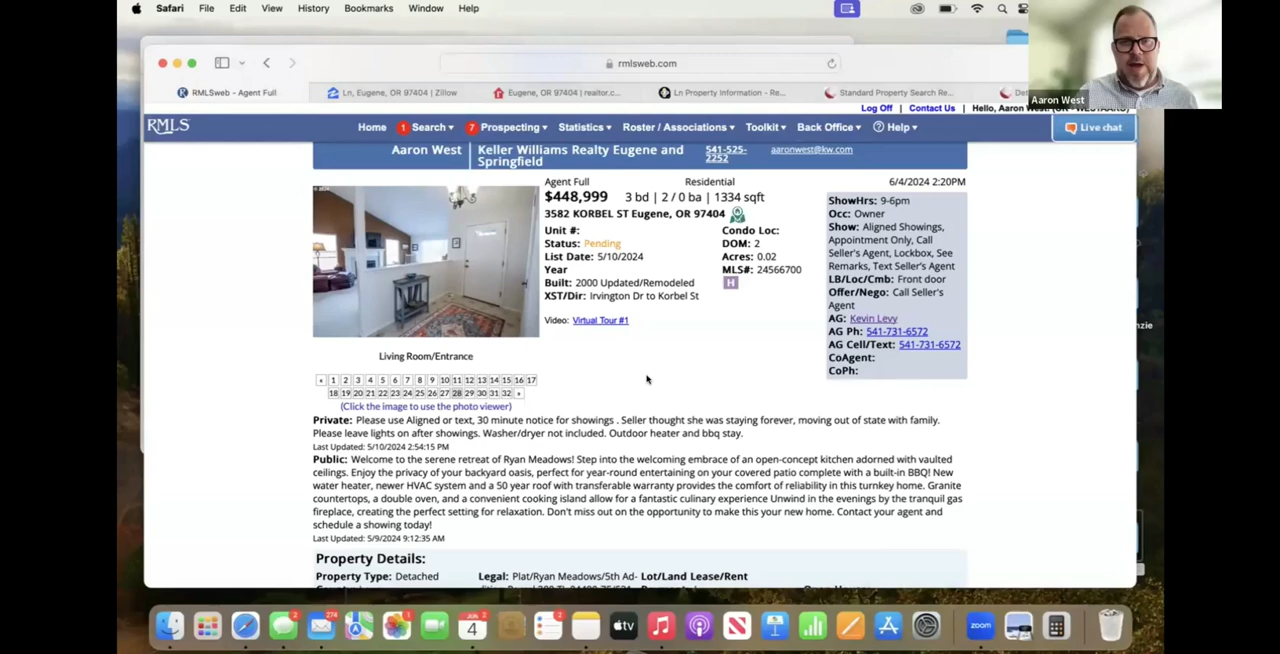 Safari File Edit View History Bookmarks Window Help
rmlsweb.com
RMLSweb - Agent Full
Ln, Eugene, OR 97404 | Zillow
Eugene, OR 97404 | realtor.c...
Ln Property Information - Re...
Standard Property Search Re...
Aaron West
Log Off | Contact Us | Hello, Aaron
RMLS
Home 1 Search 7 Prospecting Statistics Roster / Associations Toolkit Back Office Help
Live chat
Aaron West
Keller Williams Realty Eugene and
Springfield
541-525-
2252
aaronwest@kw.com
Agent Full Residential 6/4/2024 2:20PM
$448,999 3 bd | 2 / 0 ba | 1334 sqft
3582 KORBEL ST Eugene, OR 97404
Unit #: Condo Loc:
Status: Pending DOM: 2
List Date: 5/10/2024 Acres: 0.02
Year MLS#: 24566700
Built: 2000 Updated/Remodeled H
XST/Dir: Irvington Dr to Korbel St
Video: Virtual Tour #1
ShowHrs: 9-6pm
Occ: Owner
Show: Aligned Showings,
Appointment Only, Call
Seller's Agent, Lockbox, See
Remarks, Text Seller's Agent
LB/Loc/Cmb: Front door
Offer/Nego: Call Seller's
Agent
AG: Kevin Levy
AG Ph: 541-731-6572
AG Cell/Text: 541-731-6572
CoAgent:
CoPh:
Living Room/Entrance
« 1 2 3 4 5 6 7 8 9 10 11 12 13 14 15 16 17
18 19 20 21 22 23 24 25 26 27 28 29 30 31 32 »
(Click the image to use the photo viewer)
Private: Please use Aligned or text, 30 minute notice for showings . Seller thought she was staying forever, moving out of state with family.
Please leave lights on after showings. Washer/dryer not included. Outdoor heater and bbq stay.
Last Updated: 5/10/2024 2:54:15 PM
Public: Welcome to the serene retreat of Ryan Meadows! Step into the welcoming embrace of an open-concept kitchen adorned with vaulted
ceilings. Enjoy the privacy of your backyard oasis, perfect for year-round entertaining on your covered patio complete with a built-in BBQ! New
water heater, newer HVAC system and a 50 year roof with transferable warranty provides the comfort of reliability in this turnkey home. Granite
countertops, a double oven, and a convenient cooking island allow for a fantastic culinary experience Unwind in the evenings by the tranquil gas
fireplace, creating the perfect setting for relaxation. Don't miss out on the opportunity to make this your new home. Contact your agent and
schedule a showing today!
Last Updated: 5/9/2024 9:12:35 AM
Property Details:
Property Type: Detached Legal: Plat/Ryan Meadows/5th Ad- Lot/Land Lease/Rent
nzie
2 274 1 JUN 4 2 2
tv
zoom